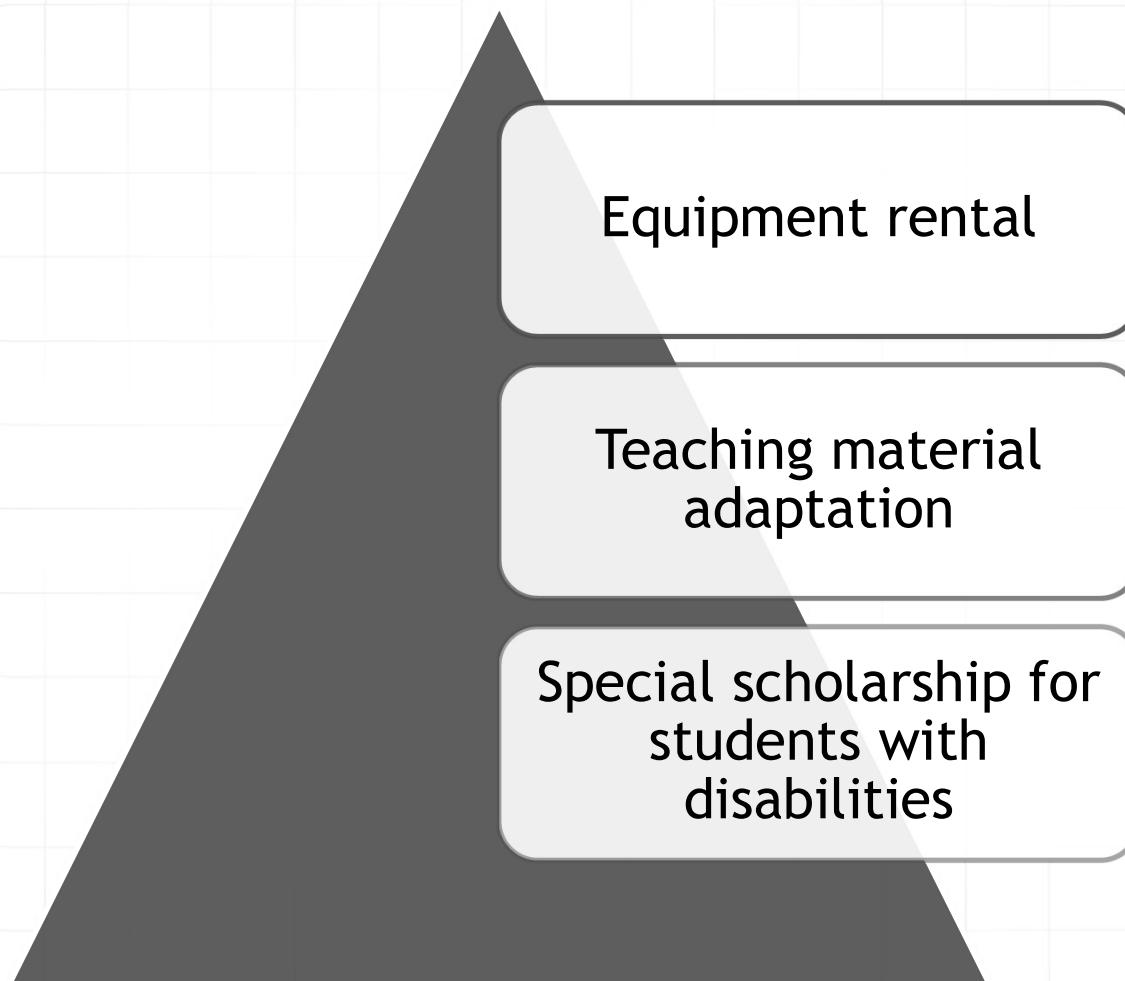 Equipment rental
Teaching material
adaptation
Special scholarship for
students with
disabilities